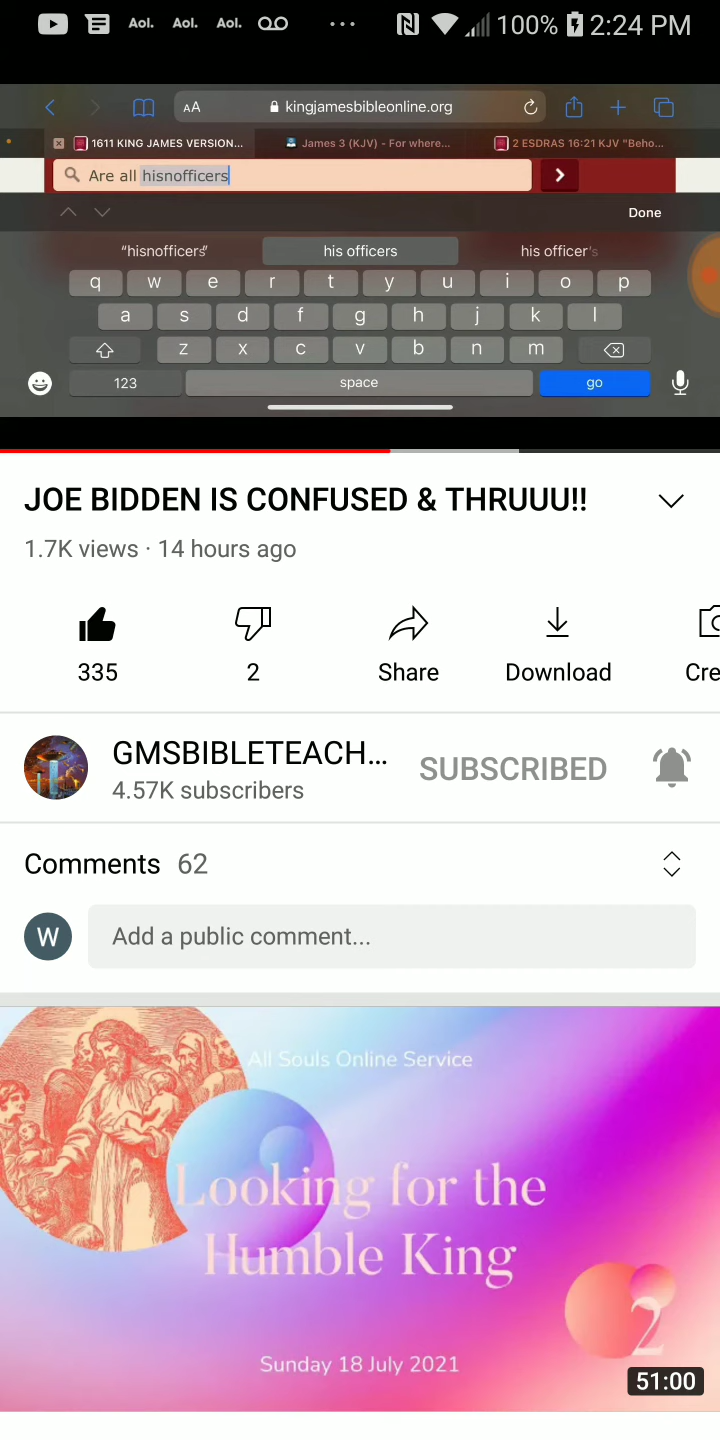 Aol. Aol. Aol. 100% 2:24 PM
AA kingjamesbibleonline.org
1611 KING JAMES VERSION... James 3 (KJV) - For where... 2 ESDRAS 16:21 KJV "Beho...
Are all hisnofficers
Done
"hisnofficers" his officers his officer's
q w e r t y u i o p
a s d f g h j k l
z x c v b n m
123 space go
JOE BIDDEN IS CONFUSED & THRUUU!!
1.7K views · 14 hours ago
335 2 Share Download Cre
GMSBIBLETEACH... SUBSCRIBED
4.57K subscribers
Comments 62
W Add a public comment...
All Souls Online Service
Looking for the
Humble King
2
Sunday 18 July 2021
51:00